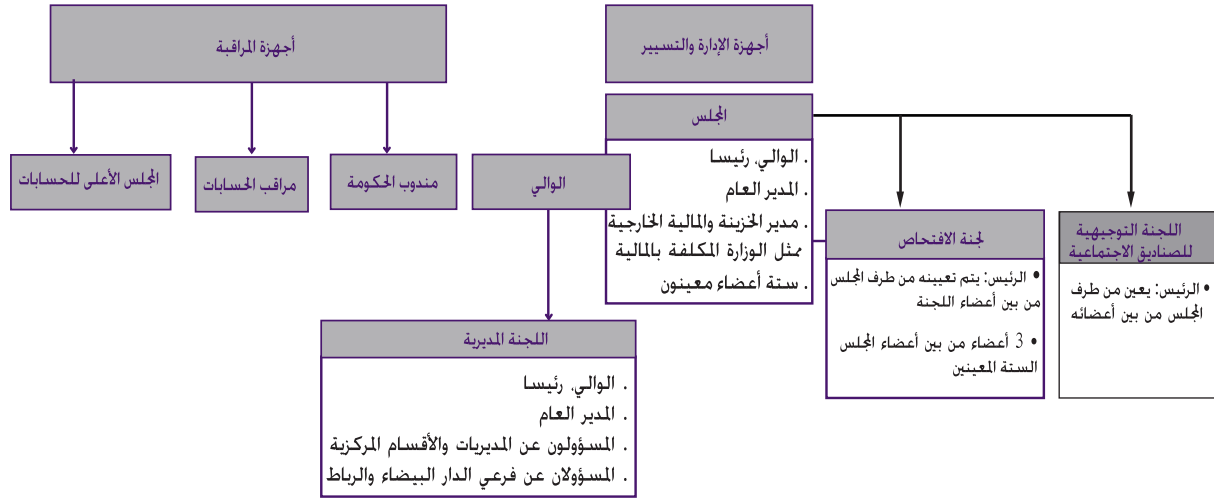 أجهزة الإدارة والتسيير
أجهزة المراقبة
المجلس
. الوالي، رئيسا
. المدير العام
. مدير الخزينة والمالية الخارجية
ممثل الوزارة المكلفة بالمالية
. ستة أعضاء معينون
الوالي
مندوب الحكومة
مراقب الحسابات
المجلس الأعلى للحسابات
اللجنة التوجيهية
للصناديق الاجتماعية
• الرئيس: يعين من طرف
المجلس من بين أعضائه
لجنة الافتحاص
• الرئيس: يتم تعيينه من طرف المجلس
من بين أعضاء اللجنة
• 3 أعضاء من بين أعضاء المجلس
الستة المعينين
اللجنة المديرية
. الوالي، رئيسا
. المدير العام
. المسؤولون عن المديريات والأقسام المركزية
. المسؤولان عن فرعي الدار البيضاء والرباط